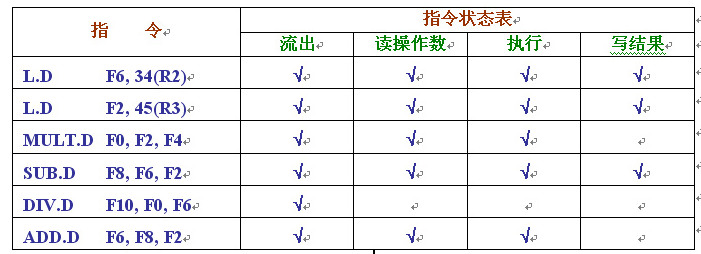 指令 指令状态表
流出 读操作数 执行 写结果
L.D F6, 34(R2) √ √ √ √
L.D F2, 45(R3) √ √ √ √
MULT.D F0, F2, F4 √ √ √
SUB.D F8, F6, F2 √ √ √ √
DIV.D F10, F0, F6 √
ADD.D F6, F8, F2 √ √ √